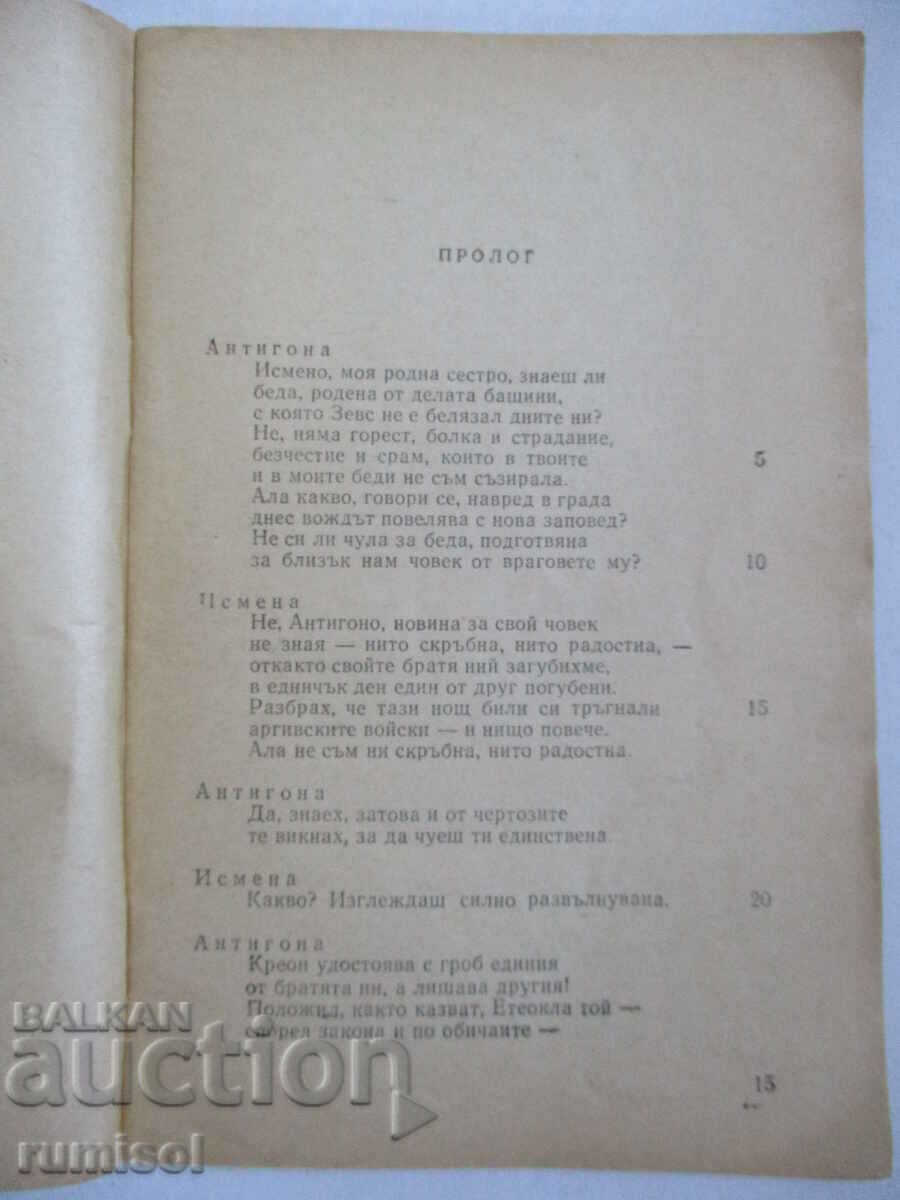 ПРОЛОГ
Антигона
Исмено, моя родна сестро, знаеш ли
беда, родена от делата башини,
с която Зевс не е белязал дните ни?
Не, няма горест, болка и страдание,
безчестие и срам, които в твоите 5
и в моите беди не съм съзирала.
Ала какво, говори се, навред в града
днес вождът повелява с нова заповед?
Не си ли чула за беда, подготвяна
за близък нам човек от враговете му? 10
Исмена
Не, Антигоно, новина за свой човек
не зная — нито скръбна, нито радостна, —
откакто свойте братя ний загубихме,
в единчък ден един от друг погубени.
Разбрах, че тази нощ били си тръгнали 15
аргивските войски — и нищо повече.
Ала не съм ни скръбна, нито радостна.
Антигона
Да, знаех, затова и от чертозите
те викнах, за да чуеш ти единствена.
Исмена
Какво? Изглеждаш силно развълнувана. 20
Антигона
Креон удостоява с гроб единия
от братята ни, а лишава другия!
Положил, както казват, Етеокла той —
според закона и по обичаите —
15
BALKAN
auction
rumisol